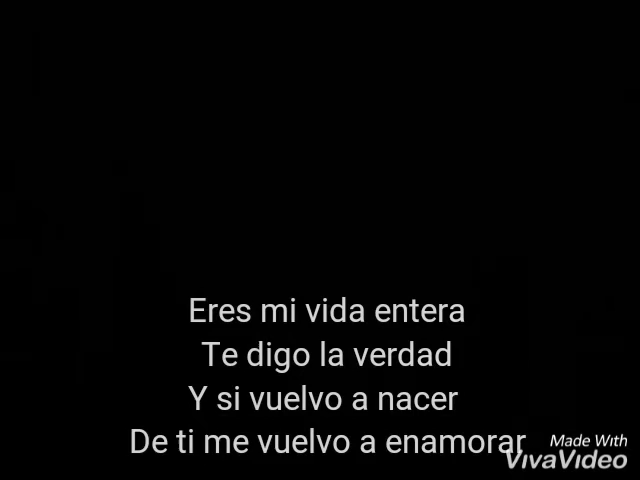 Eres mi vida entera
Te digo la verdad
Y si vuelvo a nacer
De ti me vuelvo a enamorar
Made With
VivaVideo